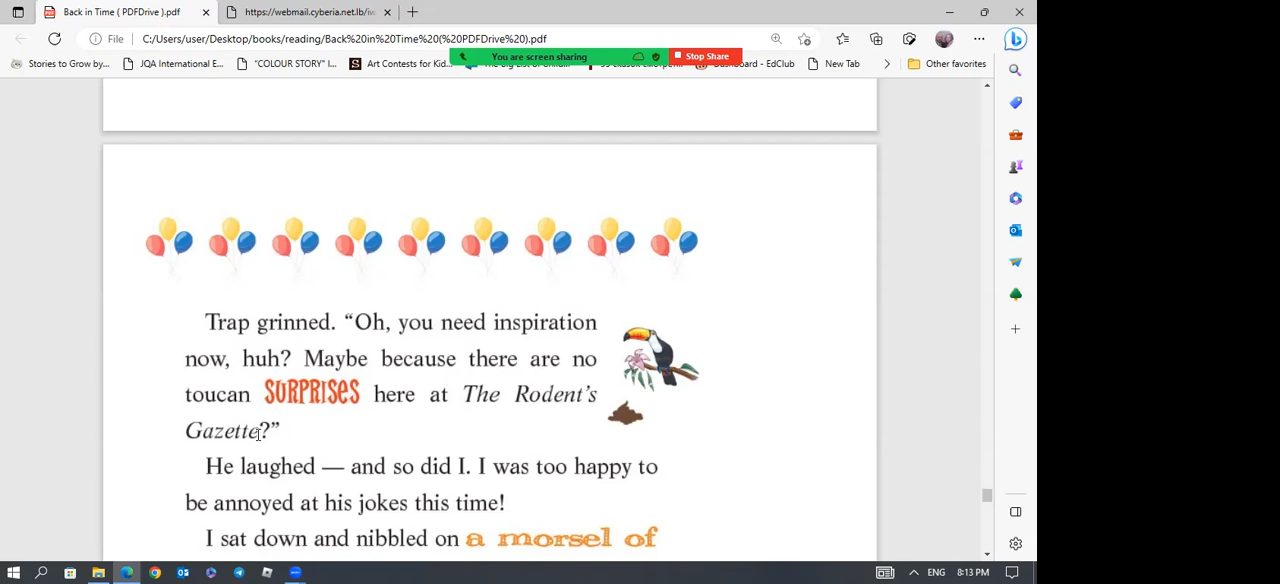 Back in Time ( PDFDrive ).pdf
https://webmail.cyberia.net.lb/iw
File
C:/Users/user/Desktop/books/reading/Back%20in%20Time%20(%20PDFDrive%20).pdf
You are screen sharing
Stop Share
Stories to Grow by...
JQA International E...
"COLOUR STORY" I...
Art Contests for Kid...
EdClub
New Tab
Other favorites
Trap grinned. “Oh, you need inspiration
now, huh? Maybe because there are no
toucan SURPRISES here at The Rodent’s
Gazette?”
He laughed — and so did I. I was too happy to
be annoyed at his jokes this time!
I sat down and nibbled on a morsel of
ENG
8:13 PM